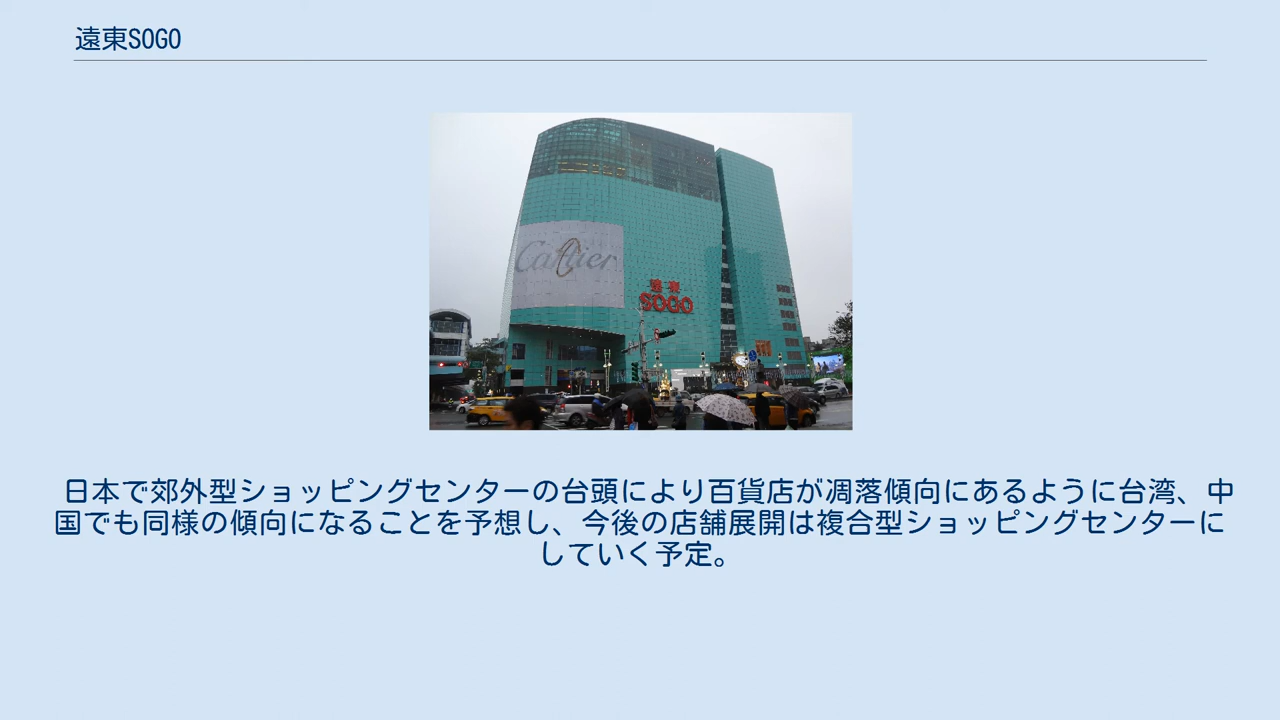 遠東SOGO
Cartier
遠東
SOGO
日本で郊外型ショッピングセンターの台頭により百貨店が凋落傾向にあるように台湾、中
国でも同様の傾向になることを予想し、今後の店舗展開は複合型ショッピングセンターに
していく予定。